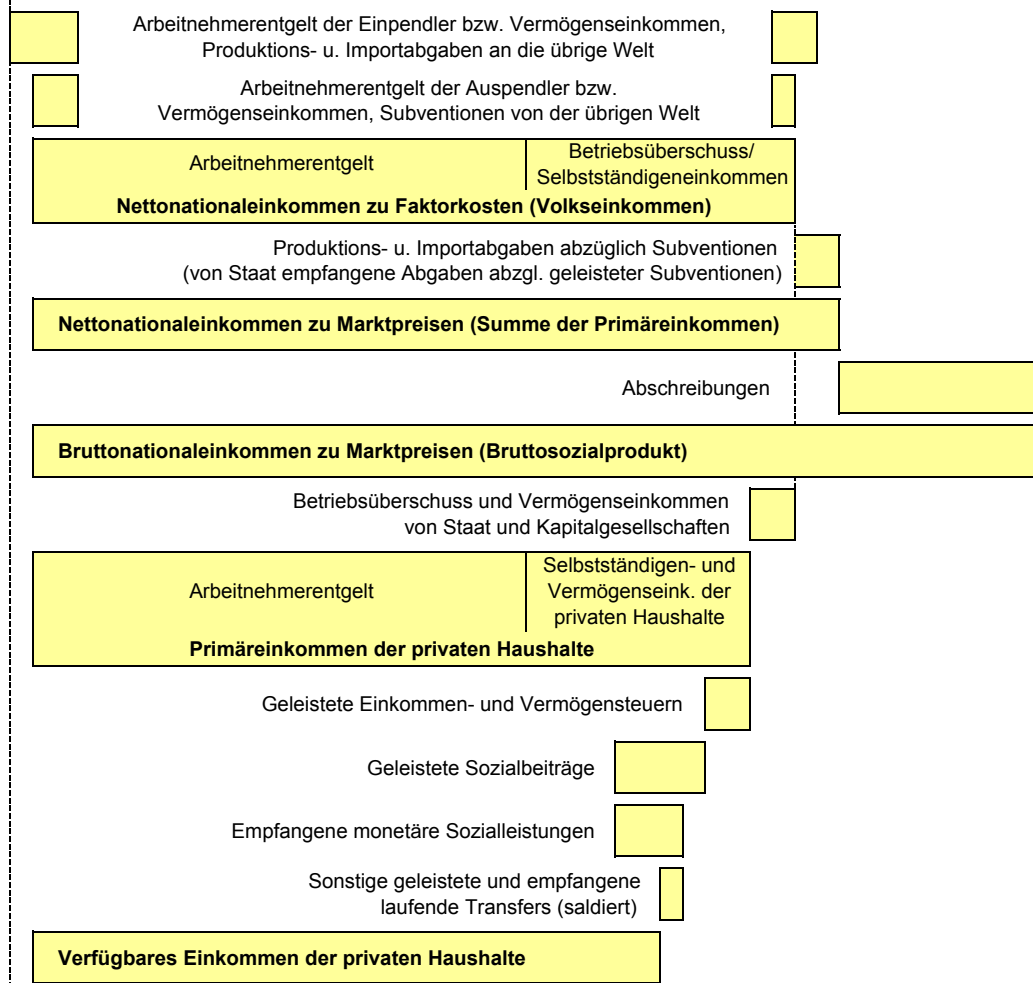 Arbeitnehmerentgelt der Einpendler bzw. Vermögenseinkommen,
Produktions- u. Importabgaben an die übrige Welt
Arbeitnehmerentgelt der Auspendler bzw.
Vermögenseinkommen, Subventionen von der übrigen Welt
Arbeitnehmerentgelt
Betriebsüberschuss/
Selbstständigeneinkommen
Nettonationaleinkommen zu Faktorkosten (Volkseinkommen)
Produktions- u. Importabgaben abzüglich Subventionen
(von Staat empfangene Abgaben abzgl. geleisteter Subventionen)
Nettonationaleinkommen zu Marktpreisen (Summe der Primäreinkommen)
Abschreibungen
Bruttonationaleinkommen zu Marktpreisen (Bruttosozialprodukt)
Betriebsüberschuss und Vermögenseinkommen
von Staat und Kapitalgesellschaften
Arbeitnehmerentgelt
Selbstständigen- und
Vermögenseink. der
privaten Haushalte
Primäreinkommen der privaten Haushalte
Geleistete Einkommen- und Vermögensteuern
Geleistete Sozialbeiträge
Empfangene monetäre Sozialleistungen
Sonstige geleistete und empfangene
laufende Transfers (saldiert)
Verfügbares Einkommen der privaten Haushalte